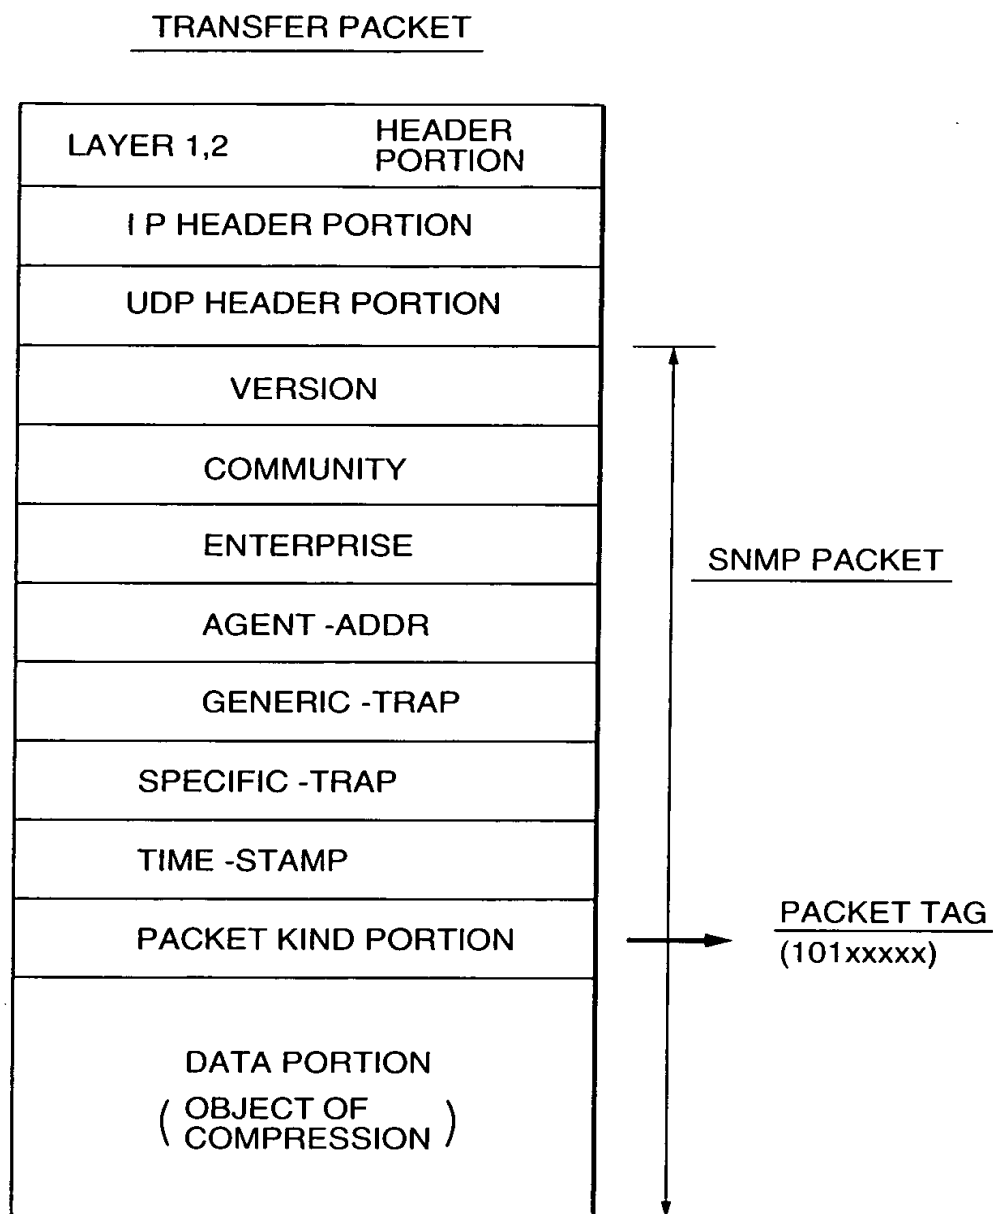 TRANSFER PACKET
LAYER 1,2 HEADER
PORTION
I P HEADER PORTION
UDP HEADER PORTION
VERSION
COMMUNITY
ENTERPRISE
SNMP PACKET
AGENT -ADDR
GENERIC -TRAP
SPECIFIC -TRAP
TIME -STAMP
PACKET KIND PORTION
PACKET TAG
(101xxxxx)
DATA PORTION
( OBJECT OF
COMPRESSION )